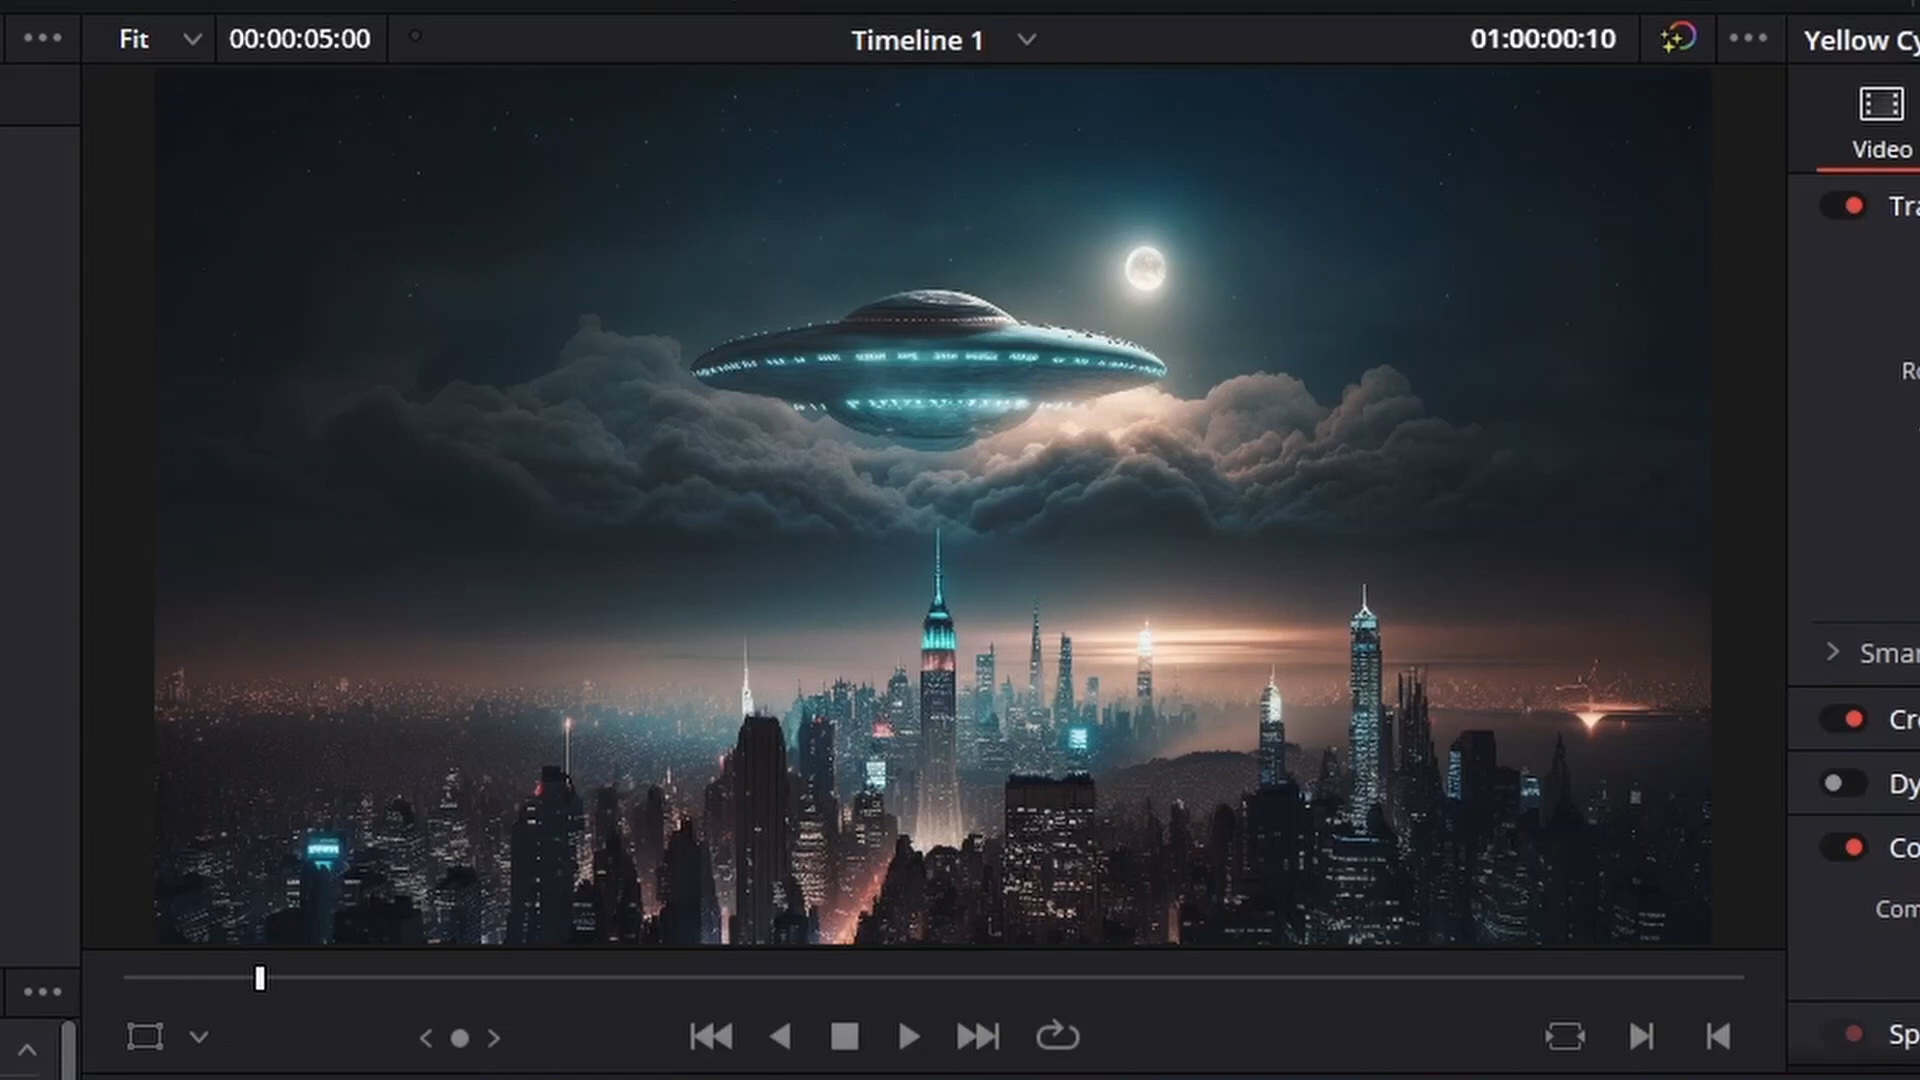 Fit 00:00:05:00 Timeline 1 01:00:00:10 Yellow Cy
Video
Tra
Ro
Smar
Cro
Dy
Co
Com
Sp